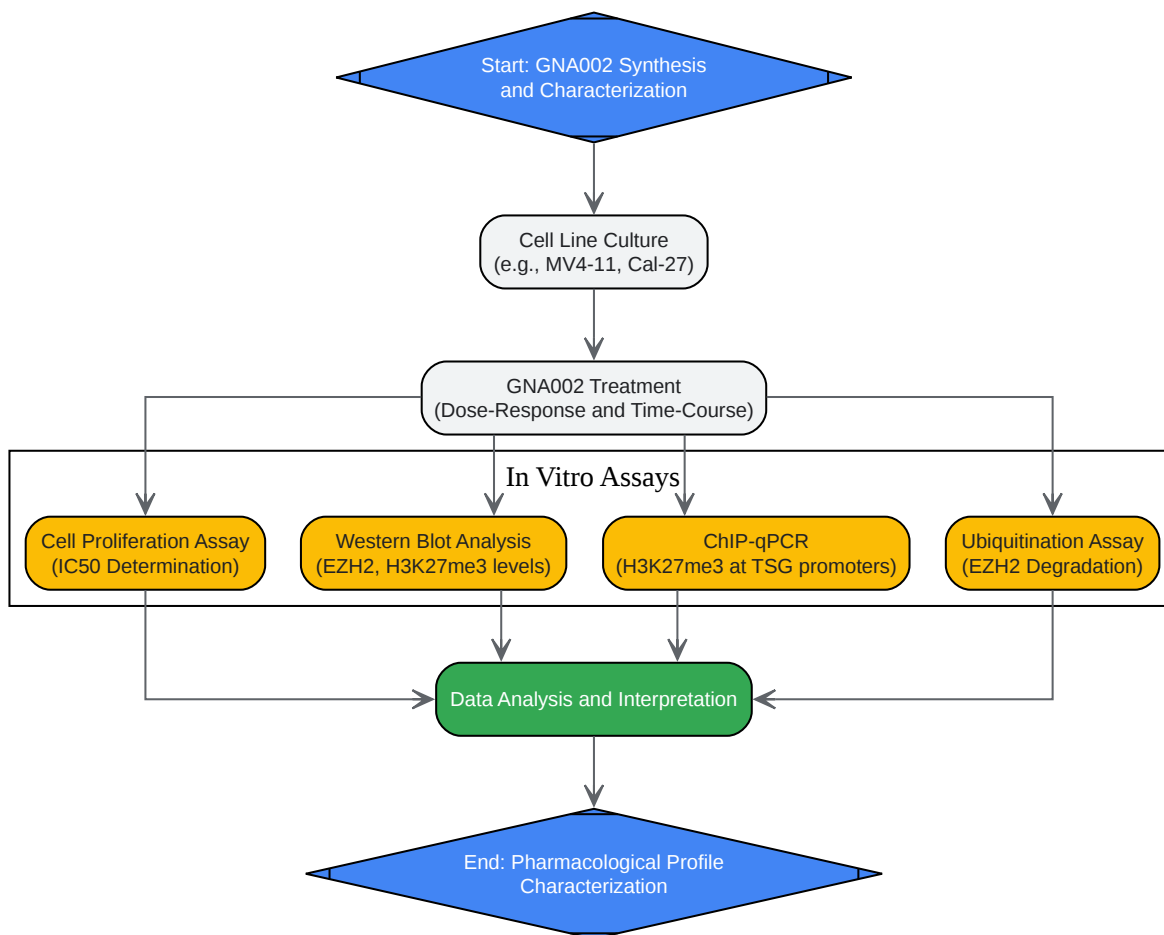 Start: GNA002 Synthesis
and Characterization
Cell Line Culture
(e.g., MV4-11, Cal-27)
GNA002 Treatment
(Dose-Response and Time-Course)
In Vitro Assays
Cell Proliferation Assay
(IC50 Determination)
Western Blot Analysis
(EZH2, H3K27me3 levels)
ChIP-qPCR
(H3K27me3 at TSG promoters)
Ubiquitination Assay
(EZH2 Degradation)
Data Analysis and Interpretation
End: Pharmacological Profile
Characterization